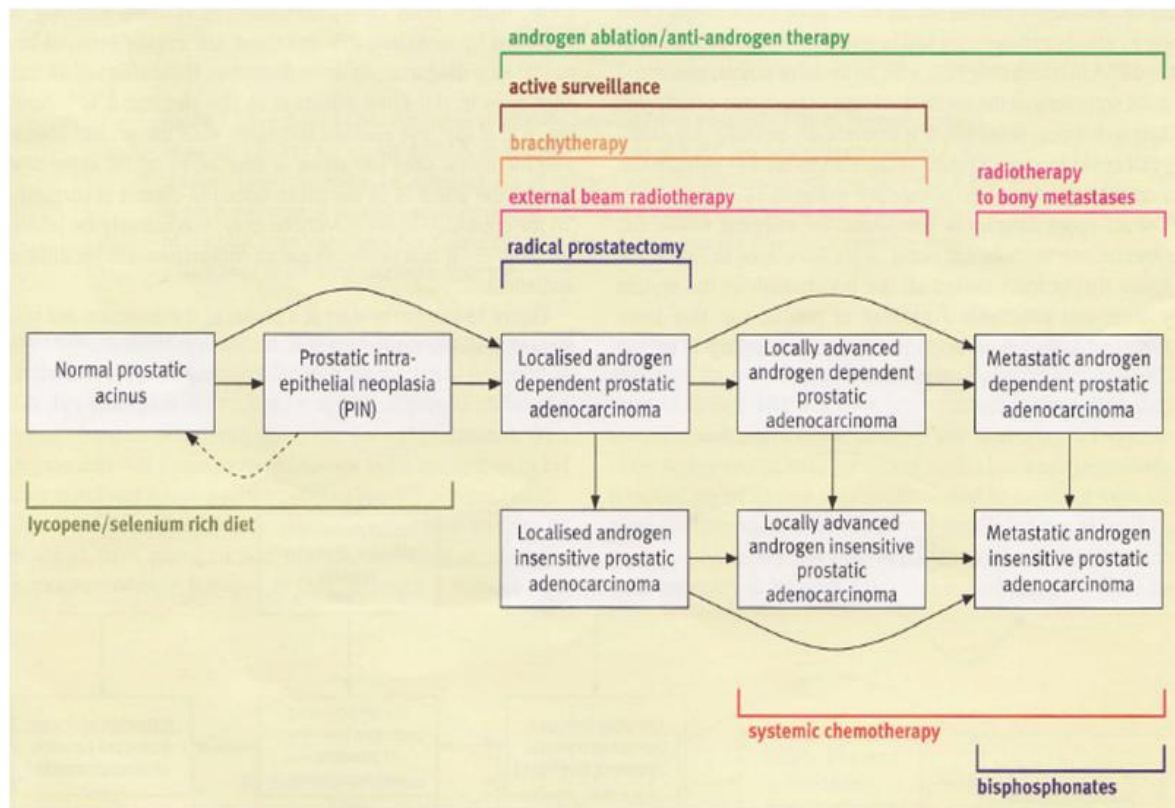 androgen ablation/anti-androgen therapy
active surveillance
brachytherapy
external beam radiotherapy
radiotherapy
to bony metastases
radical prostatectomy
Normal prostatic
acinus
Prostatic intra-
epithelial neoplasia
(PIN)
Localised androgen
dependent prostatic
adenocarcinoma
Locally advanced
androgen dependent
prostatic
adenocarcinoma
Metastatic androgen
dependent prostatic
adenocarcinoma
lycopene/selenium rich diet
Localised androgen
insensitive prostatic
adenocarcinoma
Locally advanced
androgen insensitive
prostatic
adenocarcinoma
Metastatic androgen
insensitive prostatic
adenocarcinoma
systemic chemotherapy
bisphosphonates